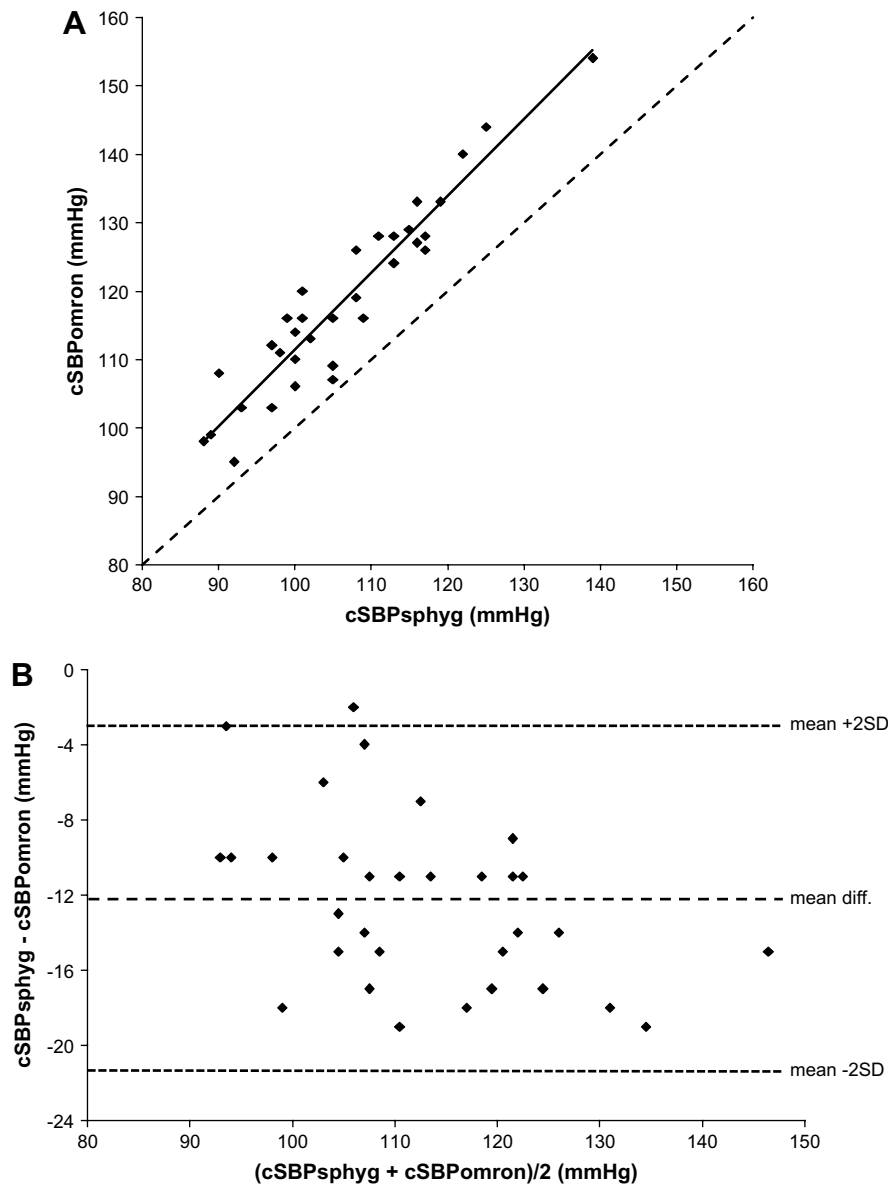 A
160
150
140
130
120
110
100
90
80
cSBPomron (mmHg)
80 90 100 110 120 130 140 150 160
cSBPsphyg (mmHg)
B
0
-4
-8
-12
-16
-20
-24
cSBPsphyg - cSBPomron (mmHg)
mean +2SD
mean diff.
mean -2SD
80 90 100 110 120 130 140 150
(cSBPsphyg + cSBPomron)/2 (mmHg)